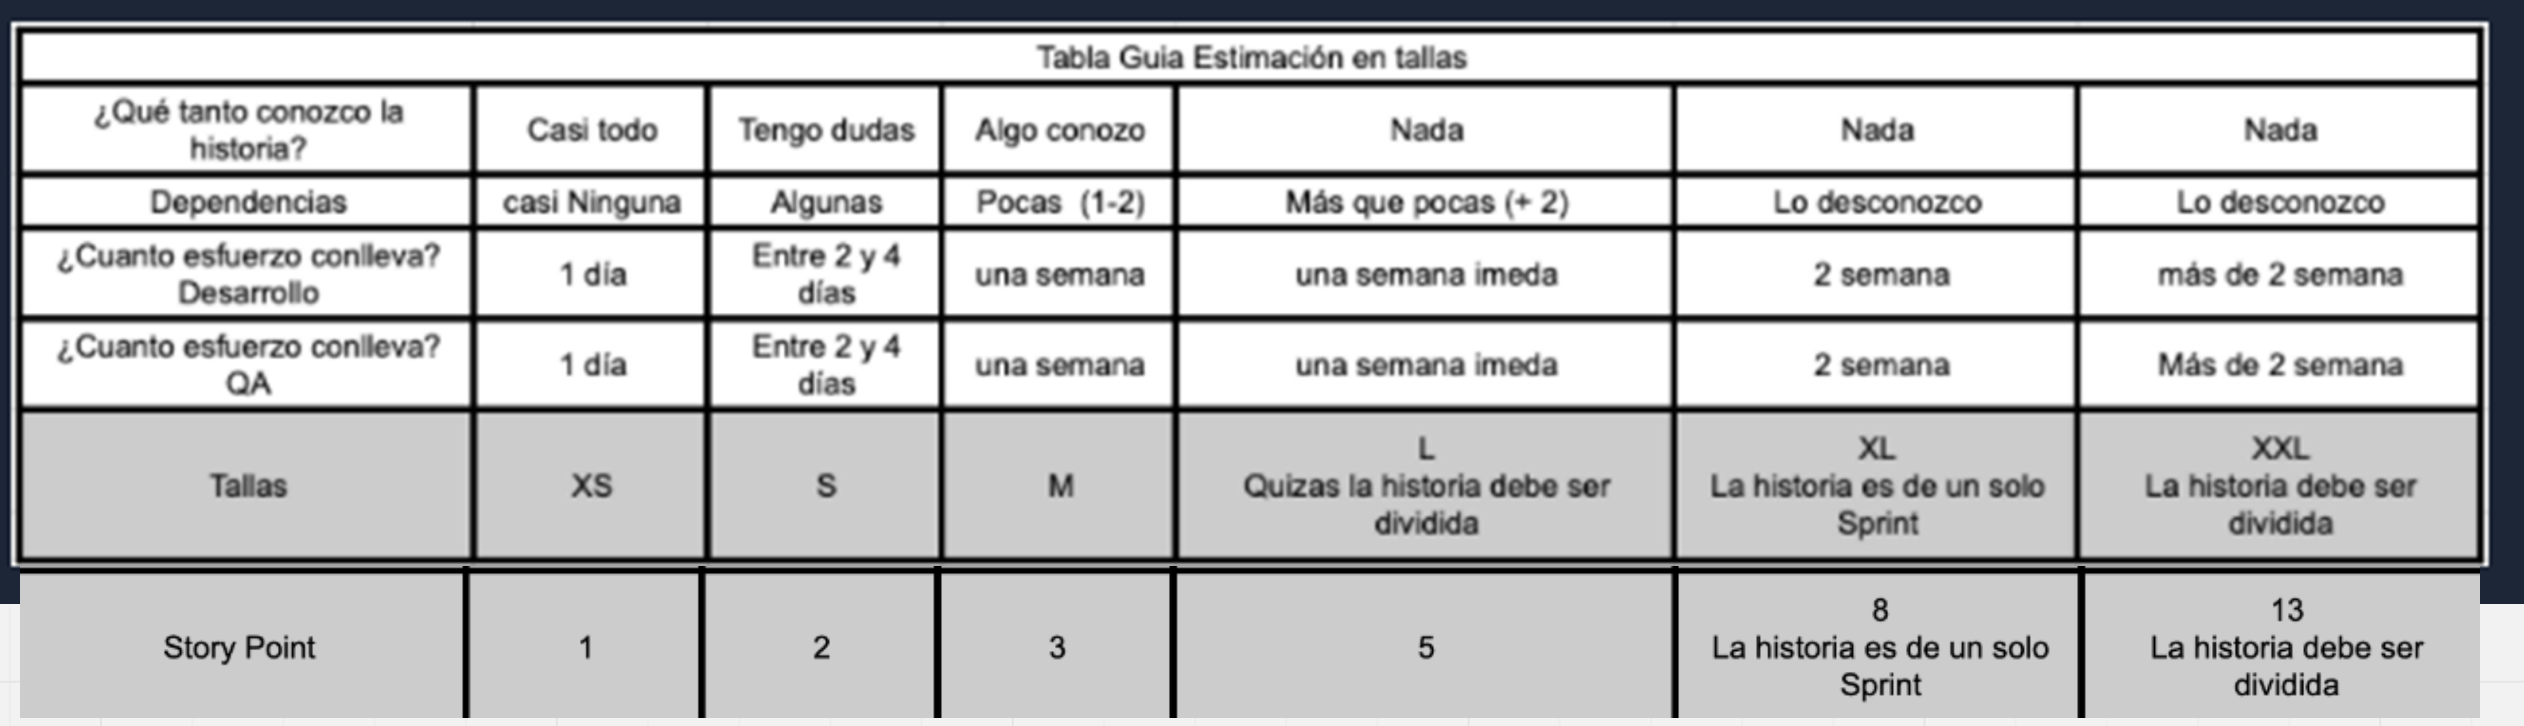 Tabla Guia Estimación en tallas
¿Qué tanto conozco la
historia?
Casi todo
Tengo dudas
Algo conozo
Nada
Nada
Nada
Dependencias
casi Ninguna
Algunas
Pocas (1-2)
Más que pocas (+ 2)
Lo desconozco
Lo desconozco
¿Cuanto esfuerzo conlleva?
Desarrollo
1 día
Entre 2 y 4
días
una semana
una semana imeda
2 semana
más de 2 semana
¿Cuanto esfuerzo conlleva?
QA
1 día
Entre 2 y 4
días
una semana
una semana imeda
2 semana
Más de 2 semana
Tallas
XS
S
M
L
Quizas la historia debe ser
dividida
XL
La historia es de un solo
Sprint
XXL
La historia debe ser
dividida
Story Point
1
2
3
5
8
La historia es de un solo
Sprint
13
La historia debe ser
dividida